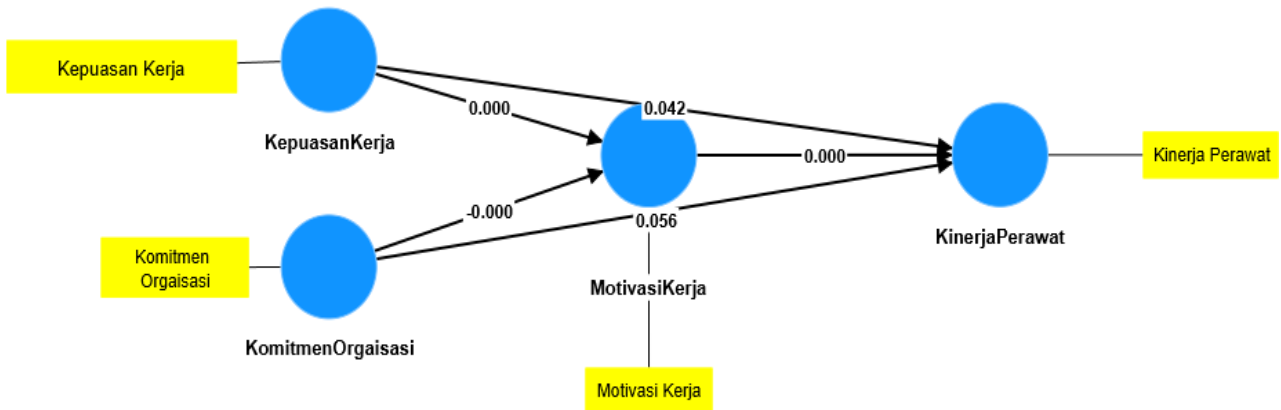 Kepuasan Kerja
KepuasanKerja
0.000
0.042
0.000
-0.000
0.056
Kinerja Perawat
KinerjaPerawat
Komitmen
Orgaisasi
KomitmenOrgaisasi
MotivasiKerja
Motivasi Kerja